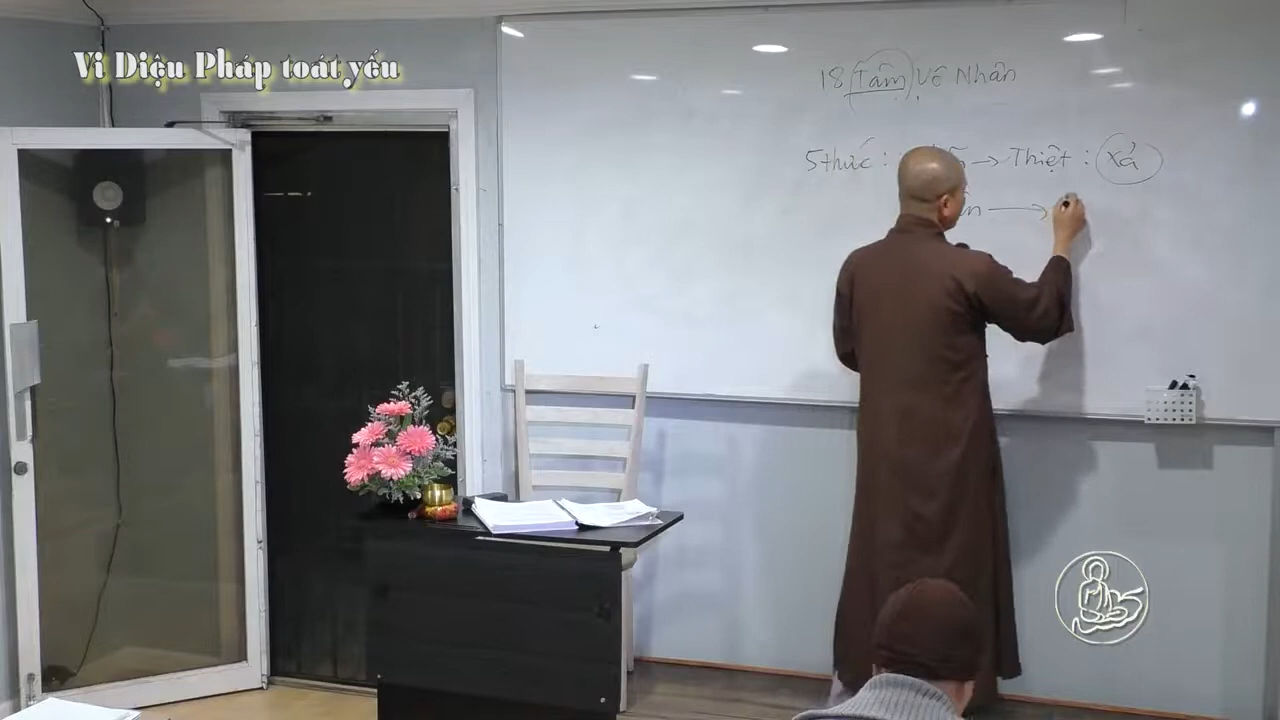 Vi Diệu Pháp toát yếu
18 Tâm Vô Nhân
5 thức : → Thiệt : Xả
→